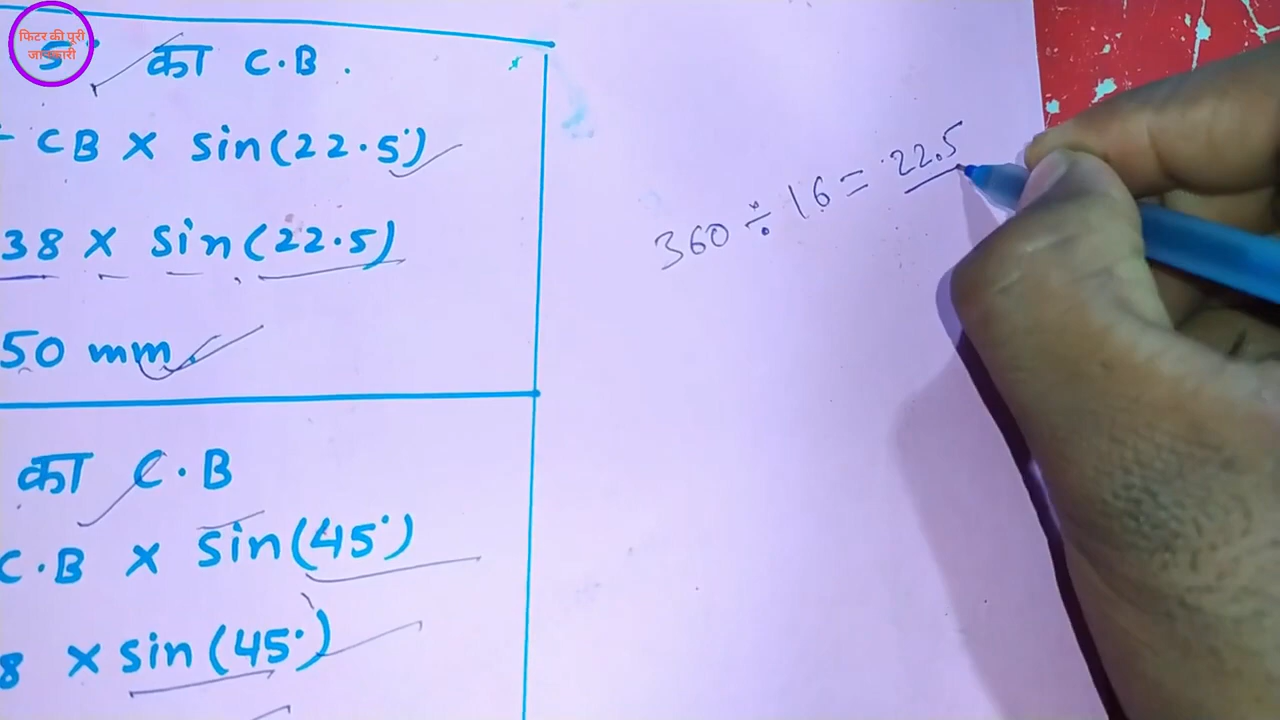 फिटर की पूरी
जानकारी
5° का C.B.
CB X sin(22.5°)
38 X sin(22.5)
50 mm.
360 ÷ 16 = 22.5
का C.B
C.B X sin(45°)
8 X sin(45°)